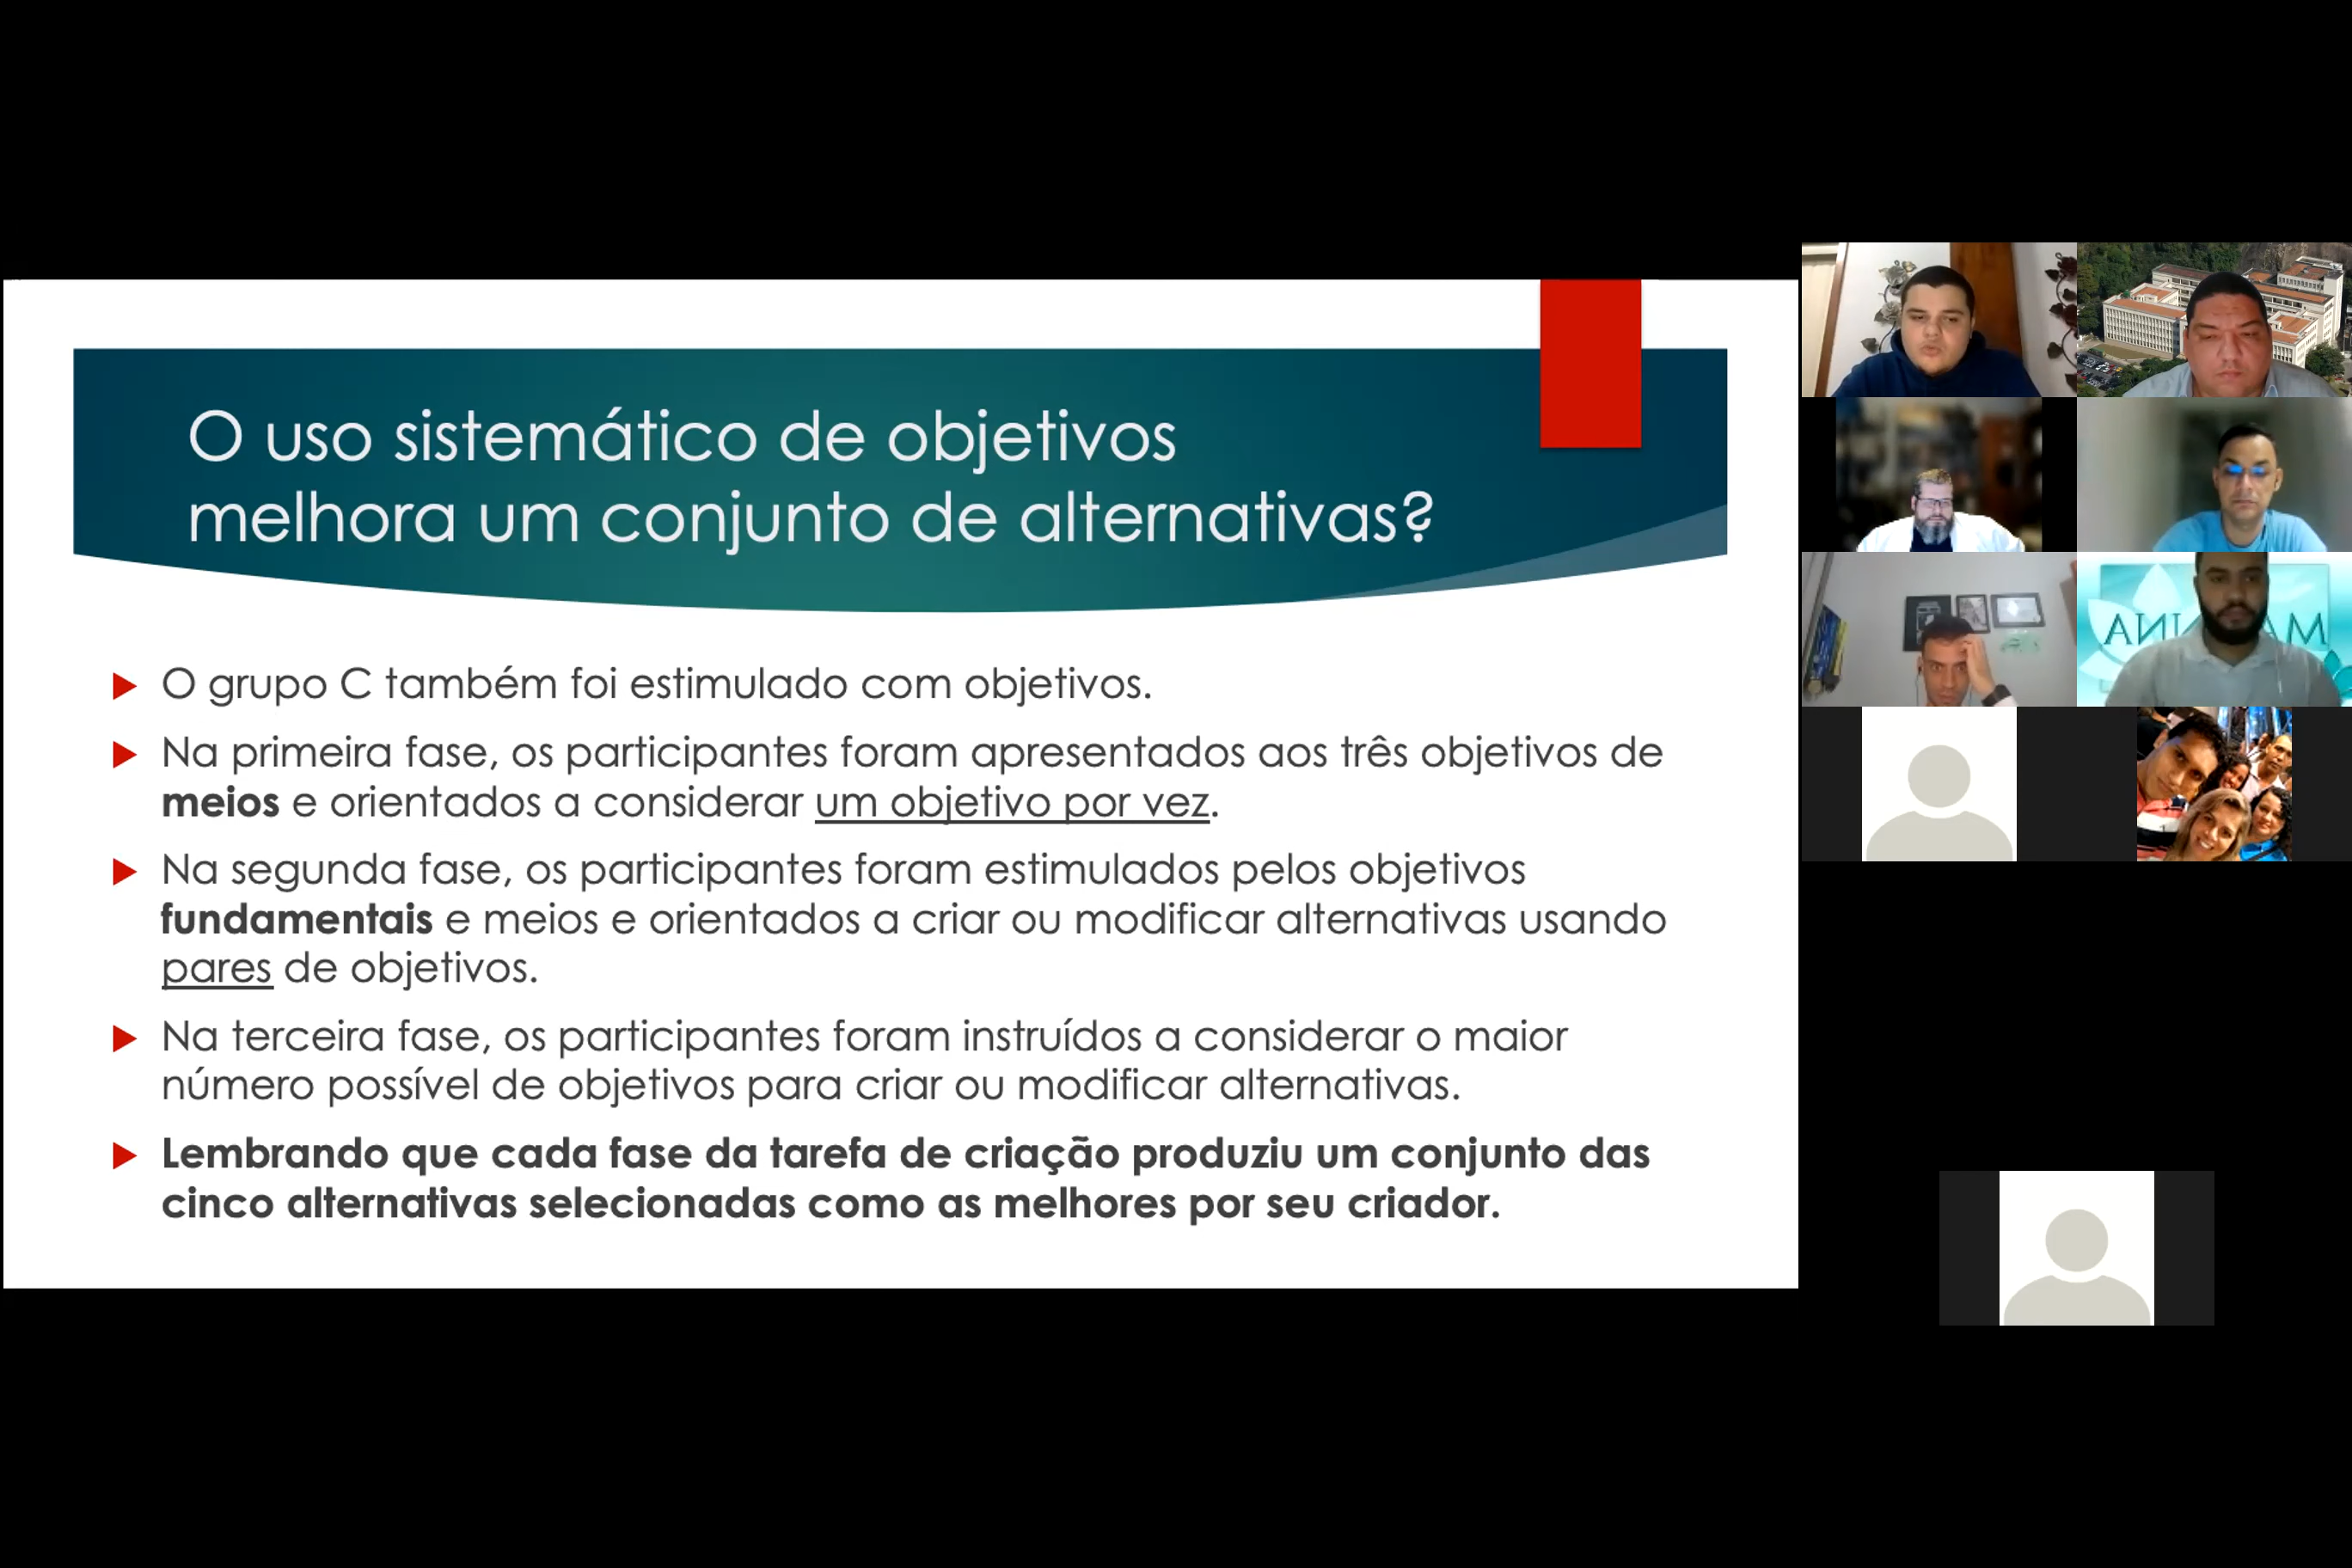 O uso sistemático de objetivos
melhora um conjunto de alternativas?
O grupo C também foi estimulado com objetivos.
Na primeira fase, os participantes foram apresentados aos três objetivos de
meios e orientados a considerar um objetivo por vez.
Na segunda fase, os participantes foram estimulados pelos objetivos
fundamentais e meios e orientados a criar ou modificar alternativas usando
pares de objetivos.
Na terceira fase, os participantes foram instruídos a considerar o maior
número possível de objetivos para criar ou modificar alternativas.
Lembrando que cada fase da tarefa de criação produziu um conjunto das
cinco alternativas selecionadas como as melhores por seu criador.